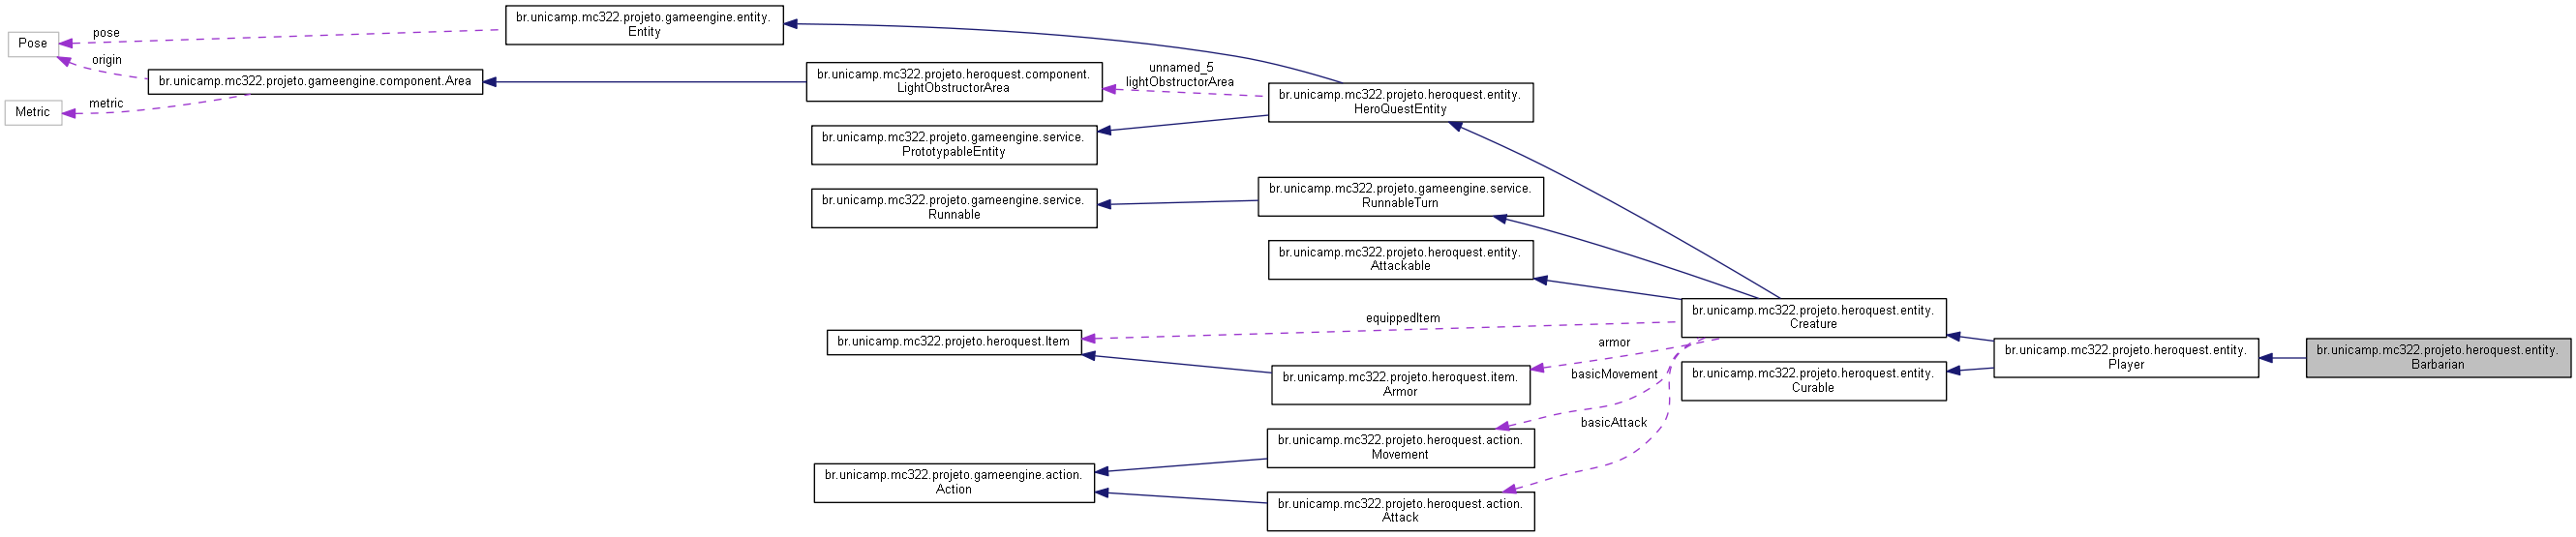 br.unicamp.mc322.projeto.gameengine.entity.
Entity
pose
Pose
origin
br.unicamp.mc322.projeto.gameengine.component.Area
metric
Metric
br.unicamp.mc322.projeto.heroquest.component.
LightObstructorArea
unnamed_5
lightObstructorArea
br.unicamp.mc322.projeto.heroquest.entity.
HeroQuestEntity
br.unicamp.mc322.projeto.gameengine.service.
PrototypableEntity
br.unicamp.mc322.projeto.gameengine.service.
Runnable
br.unicamp.mc322.projeto.gameengine.service.
RunnableTurn
br.unicamp.mc322.projeto.heroquest.entity.
Attackable
br.unicamp.mc322.projeto.heroquest.entity.
Creature
equippedItem
br.unicamp.mc322.projeto.heroquest.Item
armor
br.unicamp.mc322.projeto.heroquest.item.
Armor
basicMovement
br.unicamp.mc322.projeto.heroquest.entity.
Curable
br.unicamp.mc322.projeto.heroquest.entity.
Player
br.unicamp.mc322.projeto.heroquest.entity.
Barbarian
basicAttack
br.unicamp.mc322.projeto.heroquest.action.
Movement
br.unicamp.mc322.projeto.gameengine.action.
Action
br.unicamp.mc322.projeto.heroquest.action.
Attack